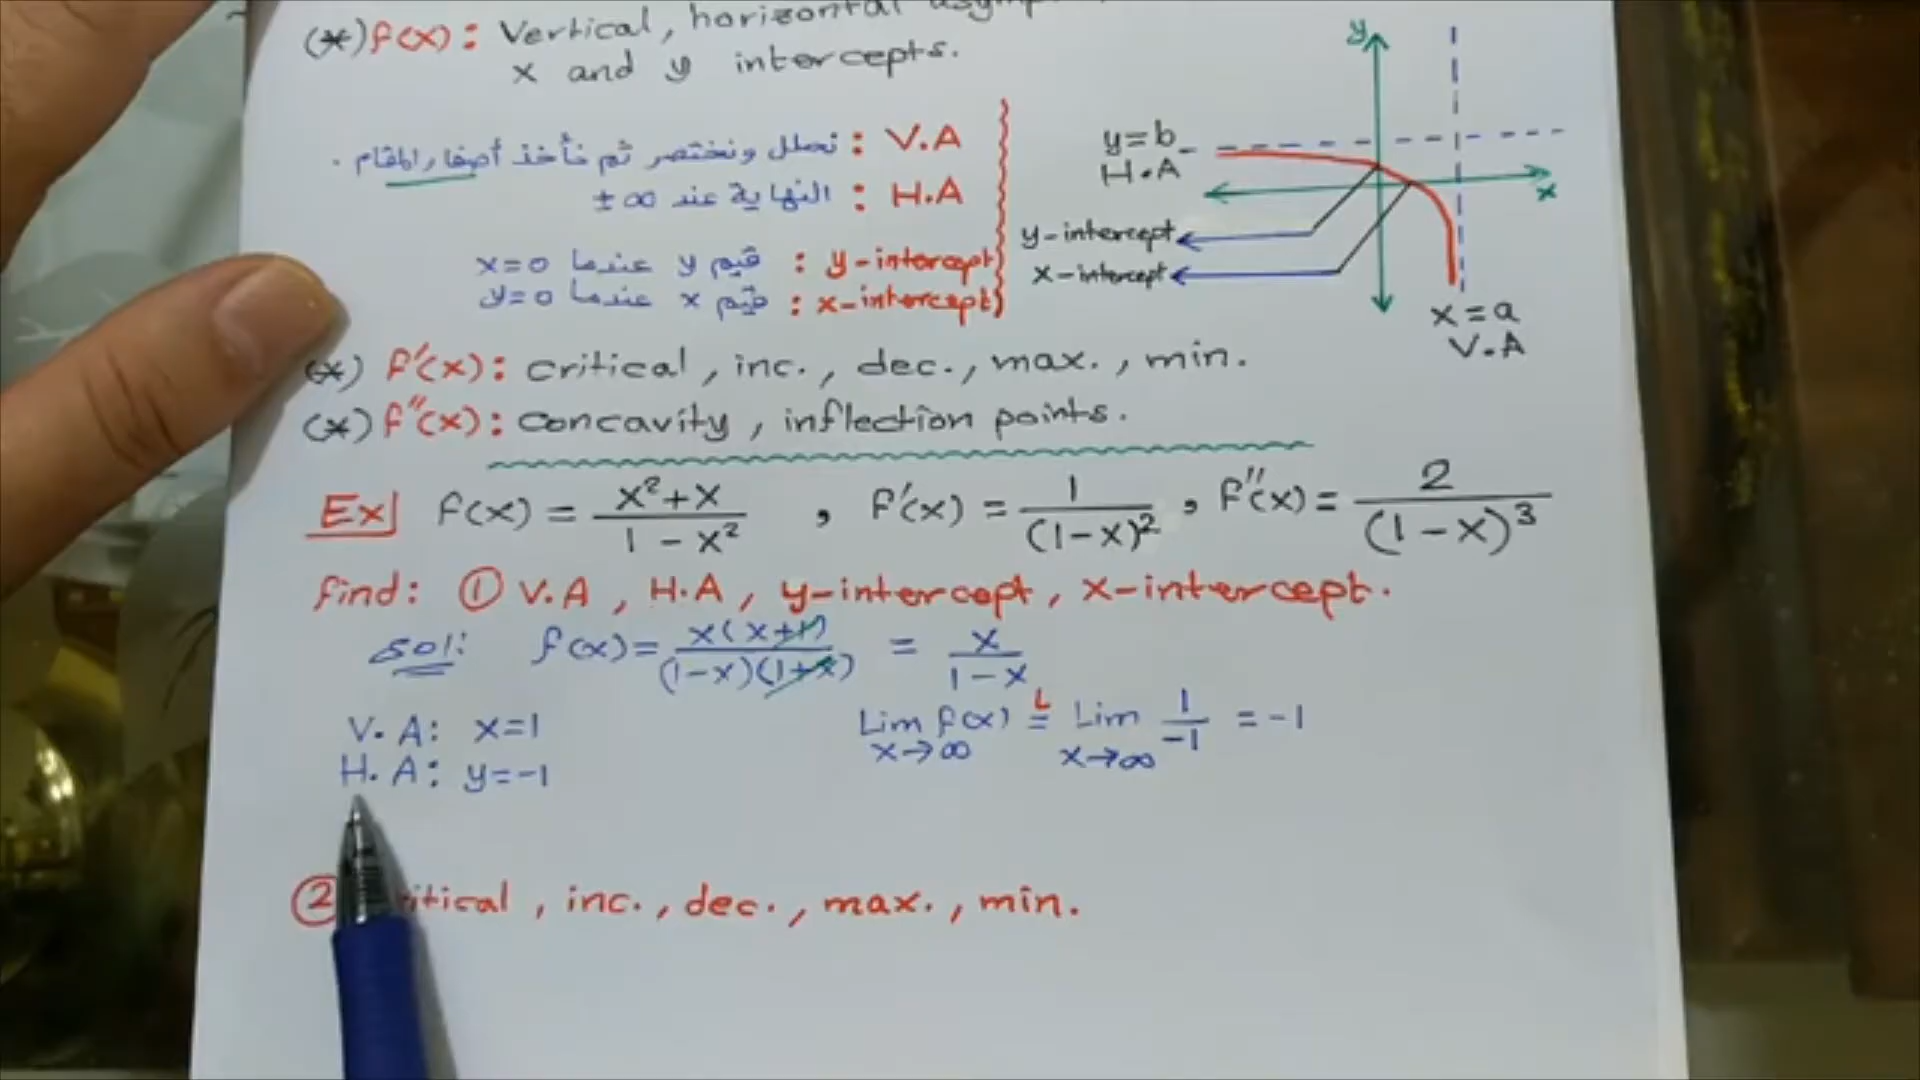 (*) f(x): Vertical, horizontal
x and y intercepts.
V.A : نحلل ونختصر ثم نأخذ أصفار المقام .
H.A : النهاية عند ∞ ±
y-intercept : قيم y عندما x=0
x-intercept : قيم x عندما y=0
y
y=b
H.A
x
y-intercept
x-intercept
x=a
V.A
(*) f'(x): critical, inc., dec., max., min.
(*) f''(x): concavity, inflection points.
Ex] f(x) = (x²+x)/(1-x²) , f'(x) = 1/(1-x)² , f''(x) = 2/(1-x)³
find: ① V.A, H.A, y-intercept, x-intercept.
sol: f(x) = x(x+1)/((1-x)(1+x)) = x/(1-x)
V.A: x=1
Lim x→∞ f(x) =ᴸ Lim x→∞ 1/-1 = -1
H.A: y=-1
② , inc., dec., max., min.